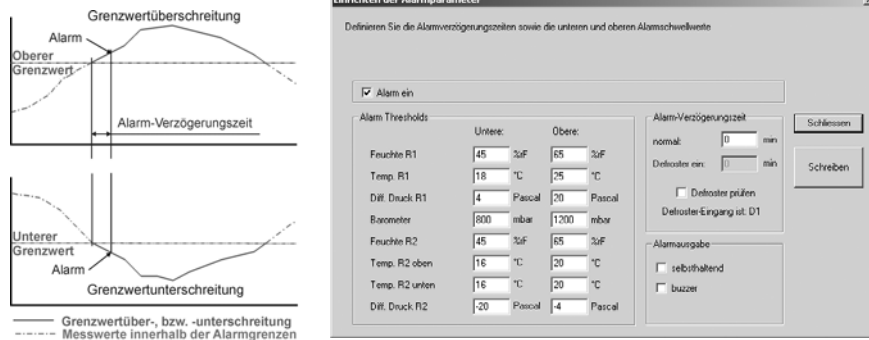 Grenzwertüberschreitung
Alarm
Oberer
Grenzwert
Alarm-Verzögerungszeit
Unterer
Grenzwert
Alarm
Grenzwertunterschreitung
Grenzwertüber-, bzw. -unterschreitung
Messwerte innerhalb der Alarmgrenzen
Einrichten der Alarmparameter
Definieren Sie die Alarmverzögerungszeiten sowie die unteren und oberen Alarmschwellwerte
Alarm ein
Alarm Thresholds
Untere: Obere:
Feuchte R1 45 %rF 65 %rF
Temp. R1 18 °C 25 °C
Diff. Druck R1 4 Pascal 20 Pascal
Barometer 800 mbar 1200 mbar
Feuchte R2 45 %rF 65 %rF
Temp. R2 oben 16 °C 20 °C
Temp. R2 unten 16 °C 20 °C
Diff. Druck R2 -20 Pascal -4 Pascal
Alarm-Verzögerungszeit
normal: 0 min
Defroster ein: 0 min
Defroster prüfen
Defroster-Eingang ist: D1
Alarmausgabe
selbsthaltend
buzzer
Schliessen
Schreiben